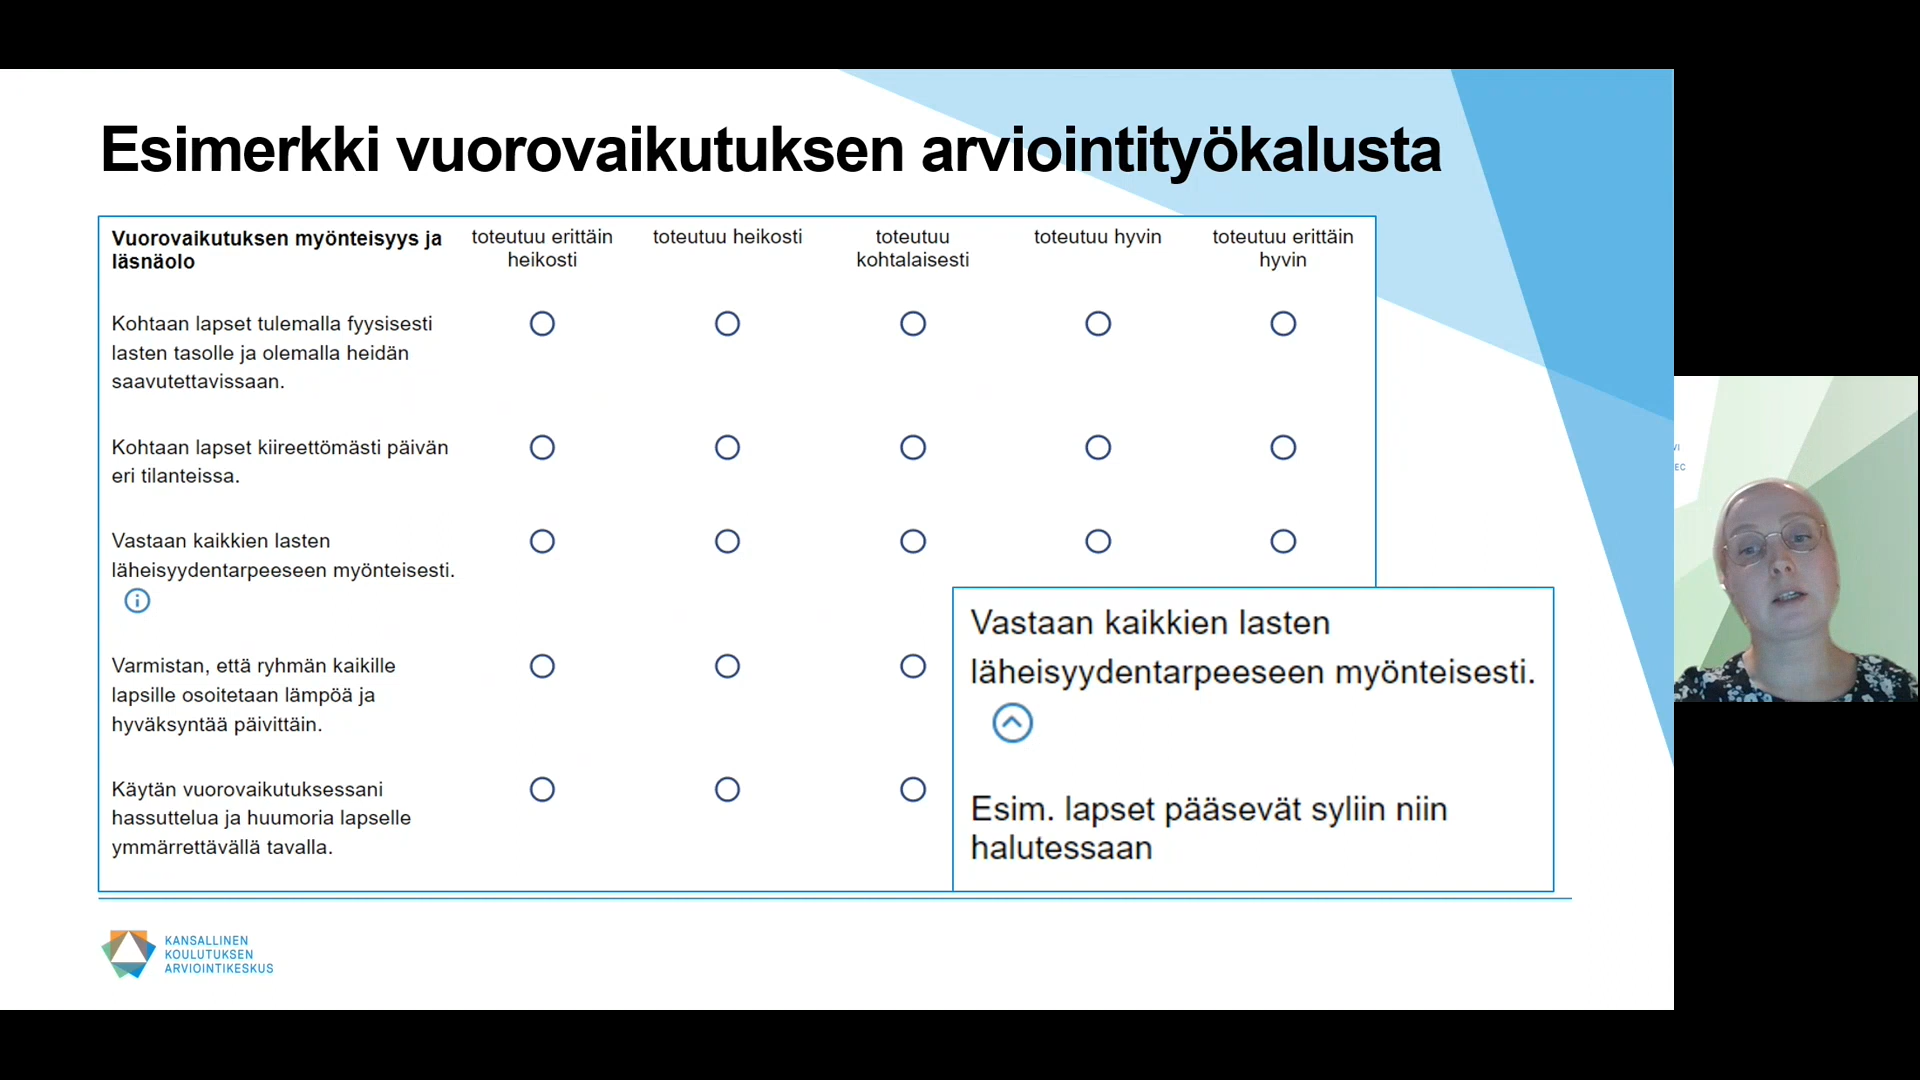 Esimerkki vuorovaikutuksen arviointityökalusta
Vuorovaikutuksen myönteisyys ja
läsnäolo
toteutuu erittäin
heikosti
toteutuu heikosti
toteutuu
kohtalaisesti
toteutuu hyvin
toteutuu erittäin
hyvin
Kohtaan lapset tulemalla fyysisesti
lasten tasolle ja olemalla heidän
saavutettavissaan.
Kohtaan lapset kiireettömästi päivän
eri tilanteissa.
Vastaan kaikkien lasten
läheisyydentarpeeseen myönteisesti.
Varmistan, että ryhmän kaikille
lapsille osoitetaan lämpöä ja
hyväksyntää päivittäin.
Käytän vuorovaikutuksessani
hassuttelua ja huumoria lapselle
ymmärrettävällä tavalla.
Vastaan kaikkien lasten
läheisyydentarpeeseen myönteisesti.
Esim. lapset pääsevät syliin niin
halutessaan
KANSALLINEN
KOULUTUKSEN
ARVIOINTIKESKUS